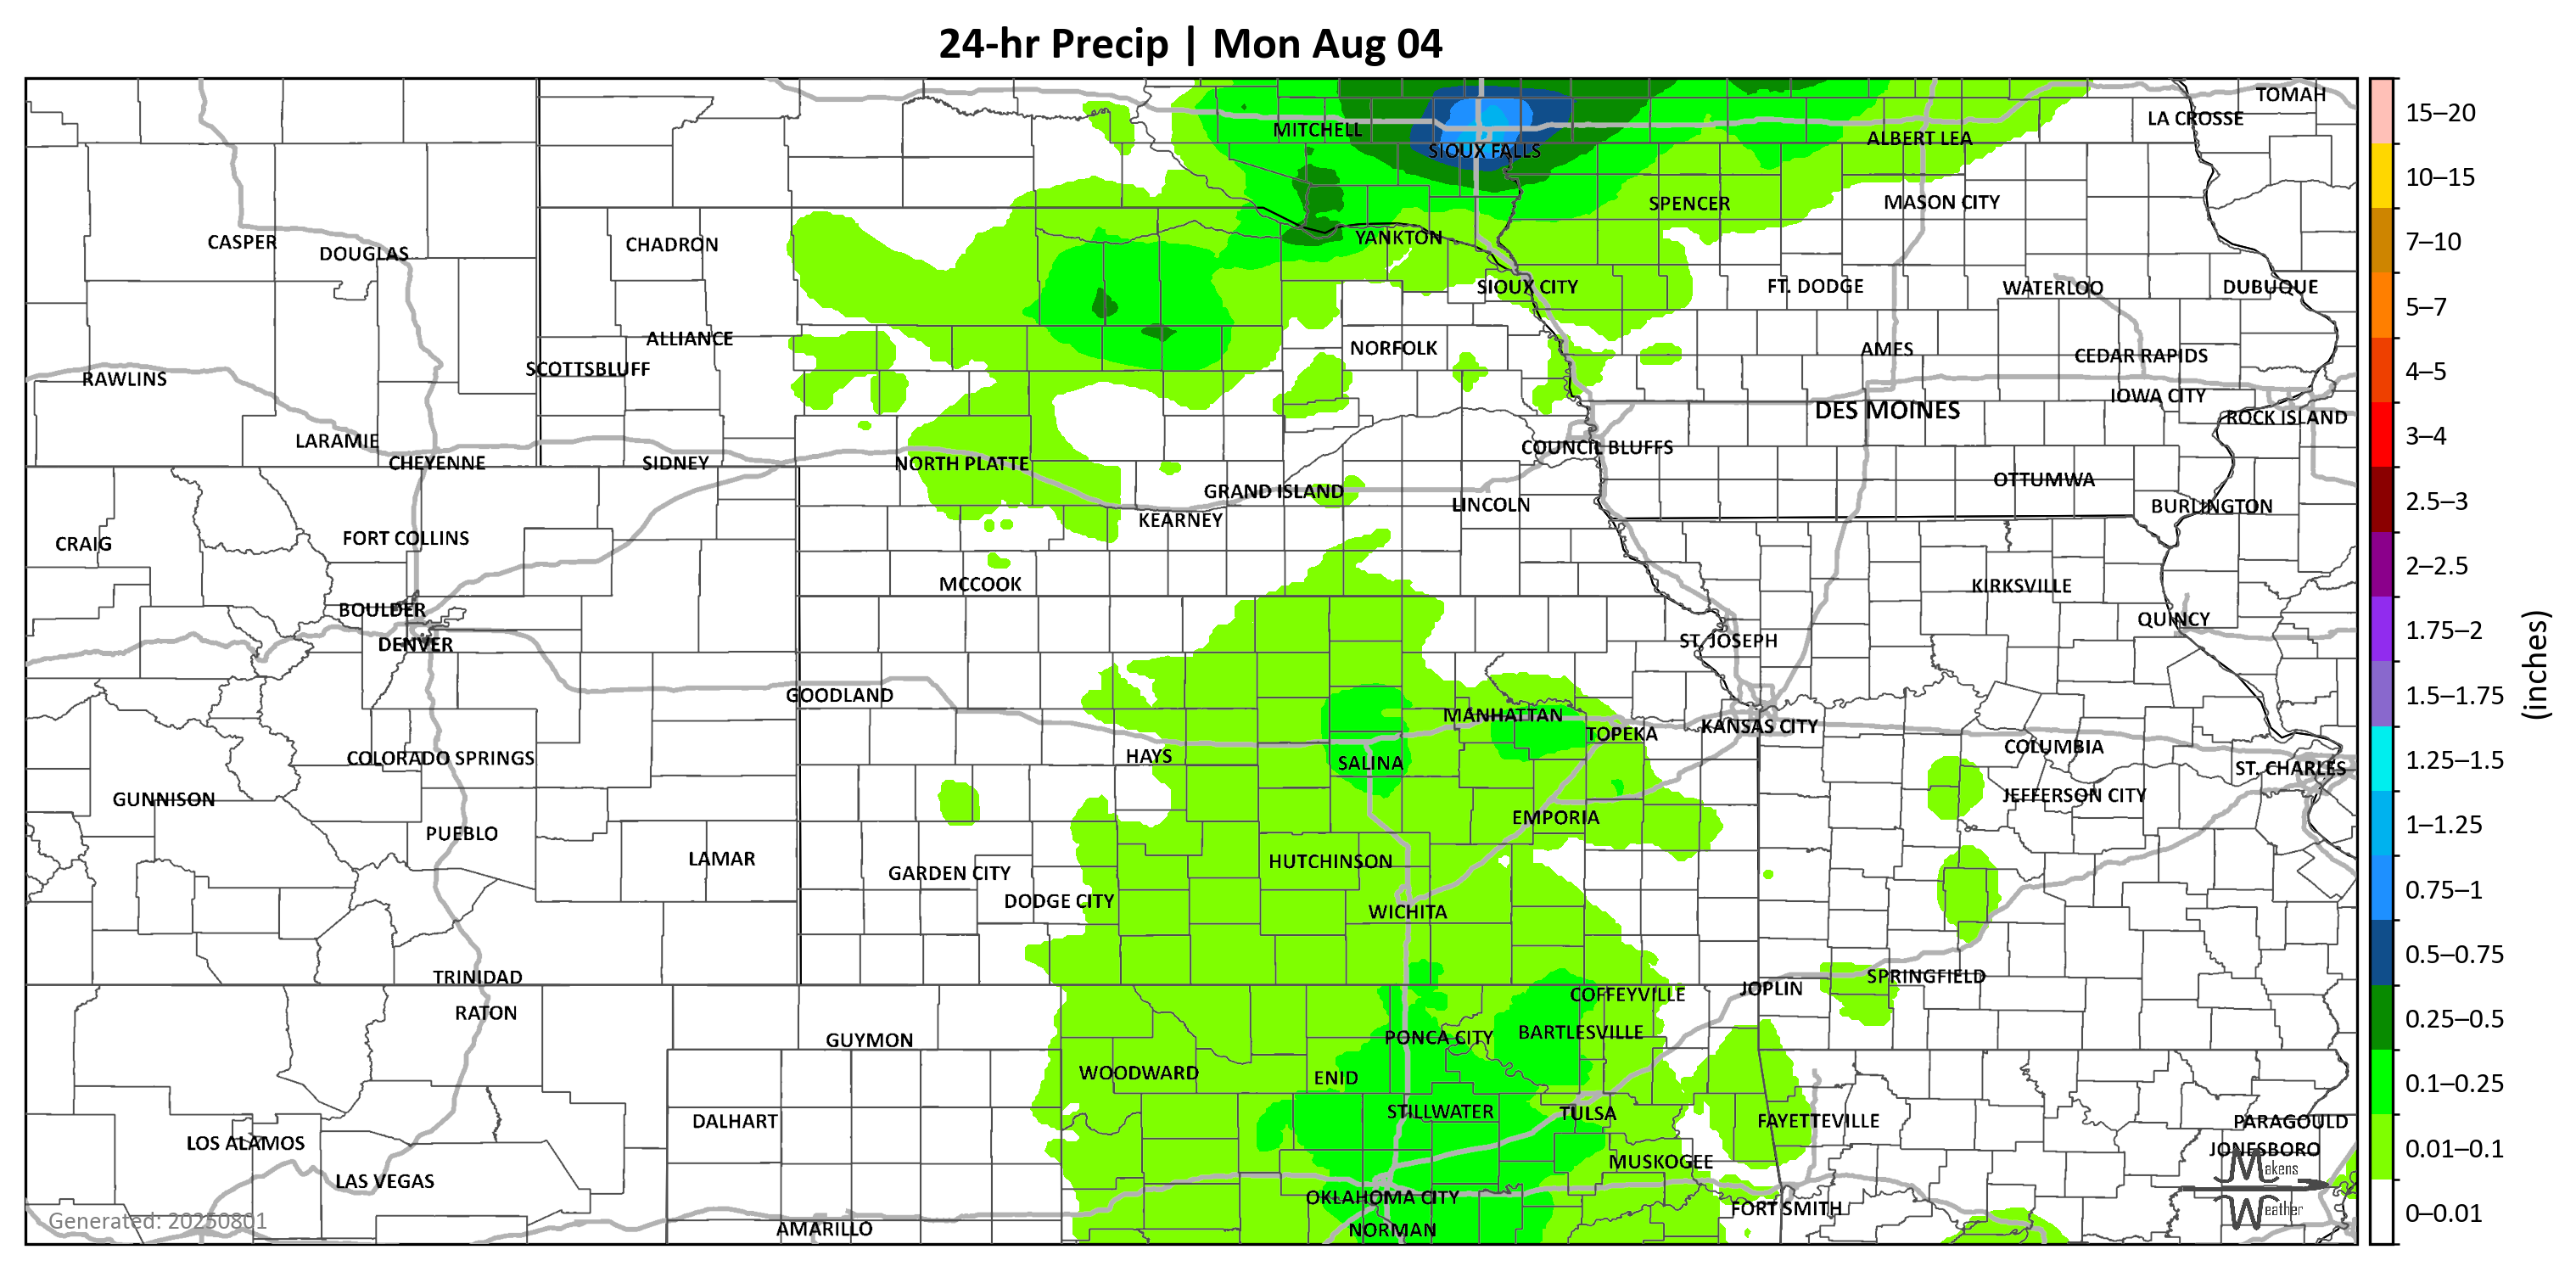 24-hr Precip | Mon Aug 04
TOMAH
LA CROSSE
MITCHELL
ALBERT LEA
SIOUX FALLS
SPENCER
MASON CITY
YANKTON
CASPER
CHADRON
DOUGLAS
SIOUX CITY
FT. DODGE
WATERLOO
DUBUQUE
ALLIANCE
NORFOLK
AMES
CEDAR RAPIDS
SCOTTSBLUFF
RAWLINS
IOWA CITY
DES MOINES
ROCK ISLAND
LARAMIE
COUNCIL BLUFFS
CHEYENNE
SIDNEY
NORTH PLATTE
OTTUMWA
GRAND ISLAND
LINCOLN
BURLINGTON
KEARNEY
FORT COLLINS
CRAIG
MCCOOK
KIRKSVILLE
BOULDER
QUINCY
DENVER
ST. JOSEPH
GOODLAND
MANHATTAN
KANSAS CITY
TOPEKA
COLUMBIA
COLORADO SPRINGS
HAYS
SALINA
ST. CHARLES
GUNNISON
JEFFERSON CITY
EMPORIA
PUEBLO
LAMAR
HUTCHINSON
GARDEN CITY
DODGE CITY
WICHITA
TRINIDAD
SPRINGFIELD
JOPLIN
COFFEYVILLE
RATON
BARTLESVILLE
PONCA CITY
GUYMON
WOODWARD
ENID
STILLWATER
TULSA
DALHART
FAYETTEVILLE
PARAGOULD
LOS ALAMOS
JONESBORO
MUSKOGEE
LAS VEGAS
OKLAHOMA CITY
FORT SMITH
AMARILLO
NORMAN
Generated: 20250801
Makens
Weather
15–20
10–15
7–10
5–7
4–5
3–4
2.5–3
2–2.5
1.75–2
1.5–1.75
1.25–1.5
1–1.25
0.75–1
0.5–0.75
0.25–0.5
0.1–0.25
0.01–0.1
0–0.01
(inches)